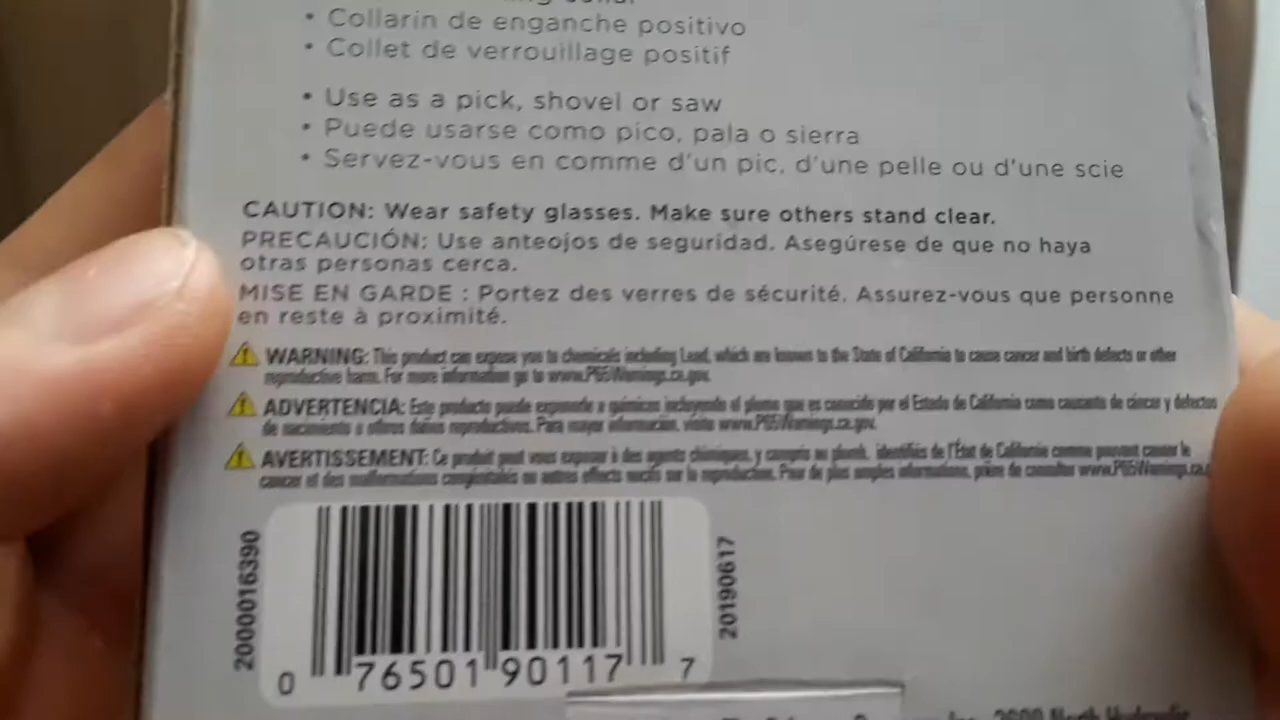 • Collarin de enganche positivo
• Collet de verrouillage positif
• Use as a pick, shovel or saw
• Puede usarse como pico, pala o sierra
• Servez-vous en comme d'un pic, d'une pelle ou d'une scie
CAUTION: Wear safety glasses. Make sure others stand clear.
PRECAUCIÓN: Use anteojos de seguridad. Asegúrese de que no haya
otras personas cerca.
MISE EN GARDE : Portez des verres de sécurité. Assurez-vous que personne
en reste à proximité.
WARNING: This product can expose you to chemicals including Lead, which are known to the State of California to cause cancer and birth defects or other
reproductive harm. For more information go to www.P65Warnings.ca.gov.
ADVERTENCIA: Este producto puede exponerle a químicos incluyendo el plomo que es conocido por el Estado de California como causante de cáncer y defectos
de nacimiento u otros daños reproductivos. Para mayor información, visite www.P65Warnings.ca.gov.
AVERTISSEMENT: Ce produit peut vous exposer à des agents chimiques, y compris au plomb, identifiés de l'État de California comme pouvant causer le
cancer et des malformations congénitales ou autres effects nocifs sur la reproduction. Pour de plus amples informations, prière de consulter www.P65Warnings.ca.g
2000016390
20190617
0 76501 90117 7
2000 North